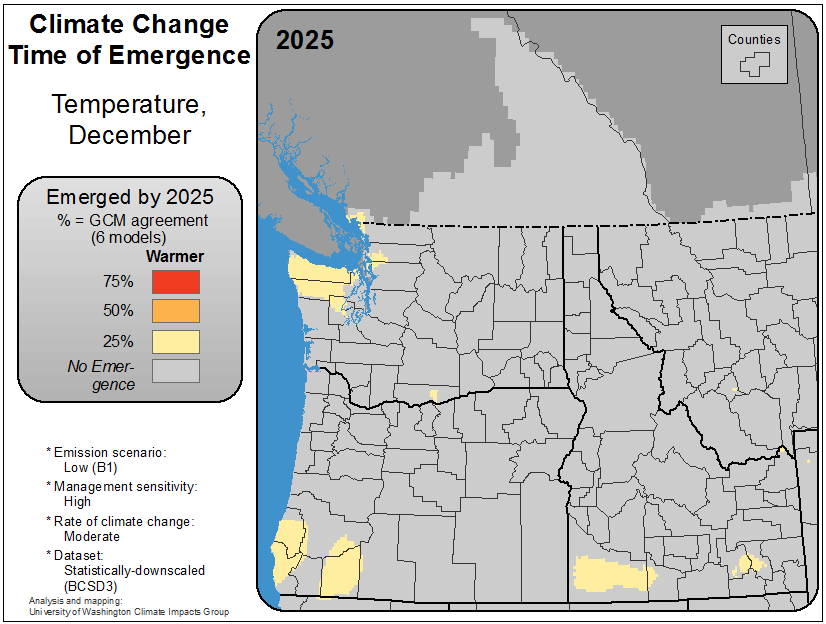 Climate Change
Time of Emergence
Temperature,
December
Emerged by 2025
% = GCM agreement
(6 models)
Warmer
75%
50%
25%
No Emer-
gence
* Emission scenario:
Low (B1)
* Management sensitivity:
High
* Rate of climate change:
Moderate
* Dataset:
Statistically-downscaled
(BCSD3)
Analysis and mapping:
University of Washington Climate Impacts Group
2025
Counties